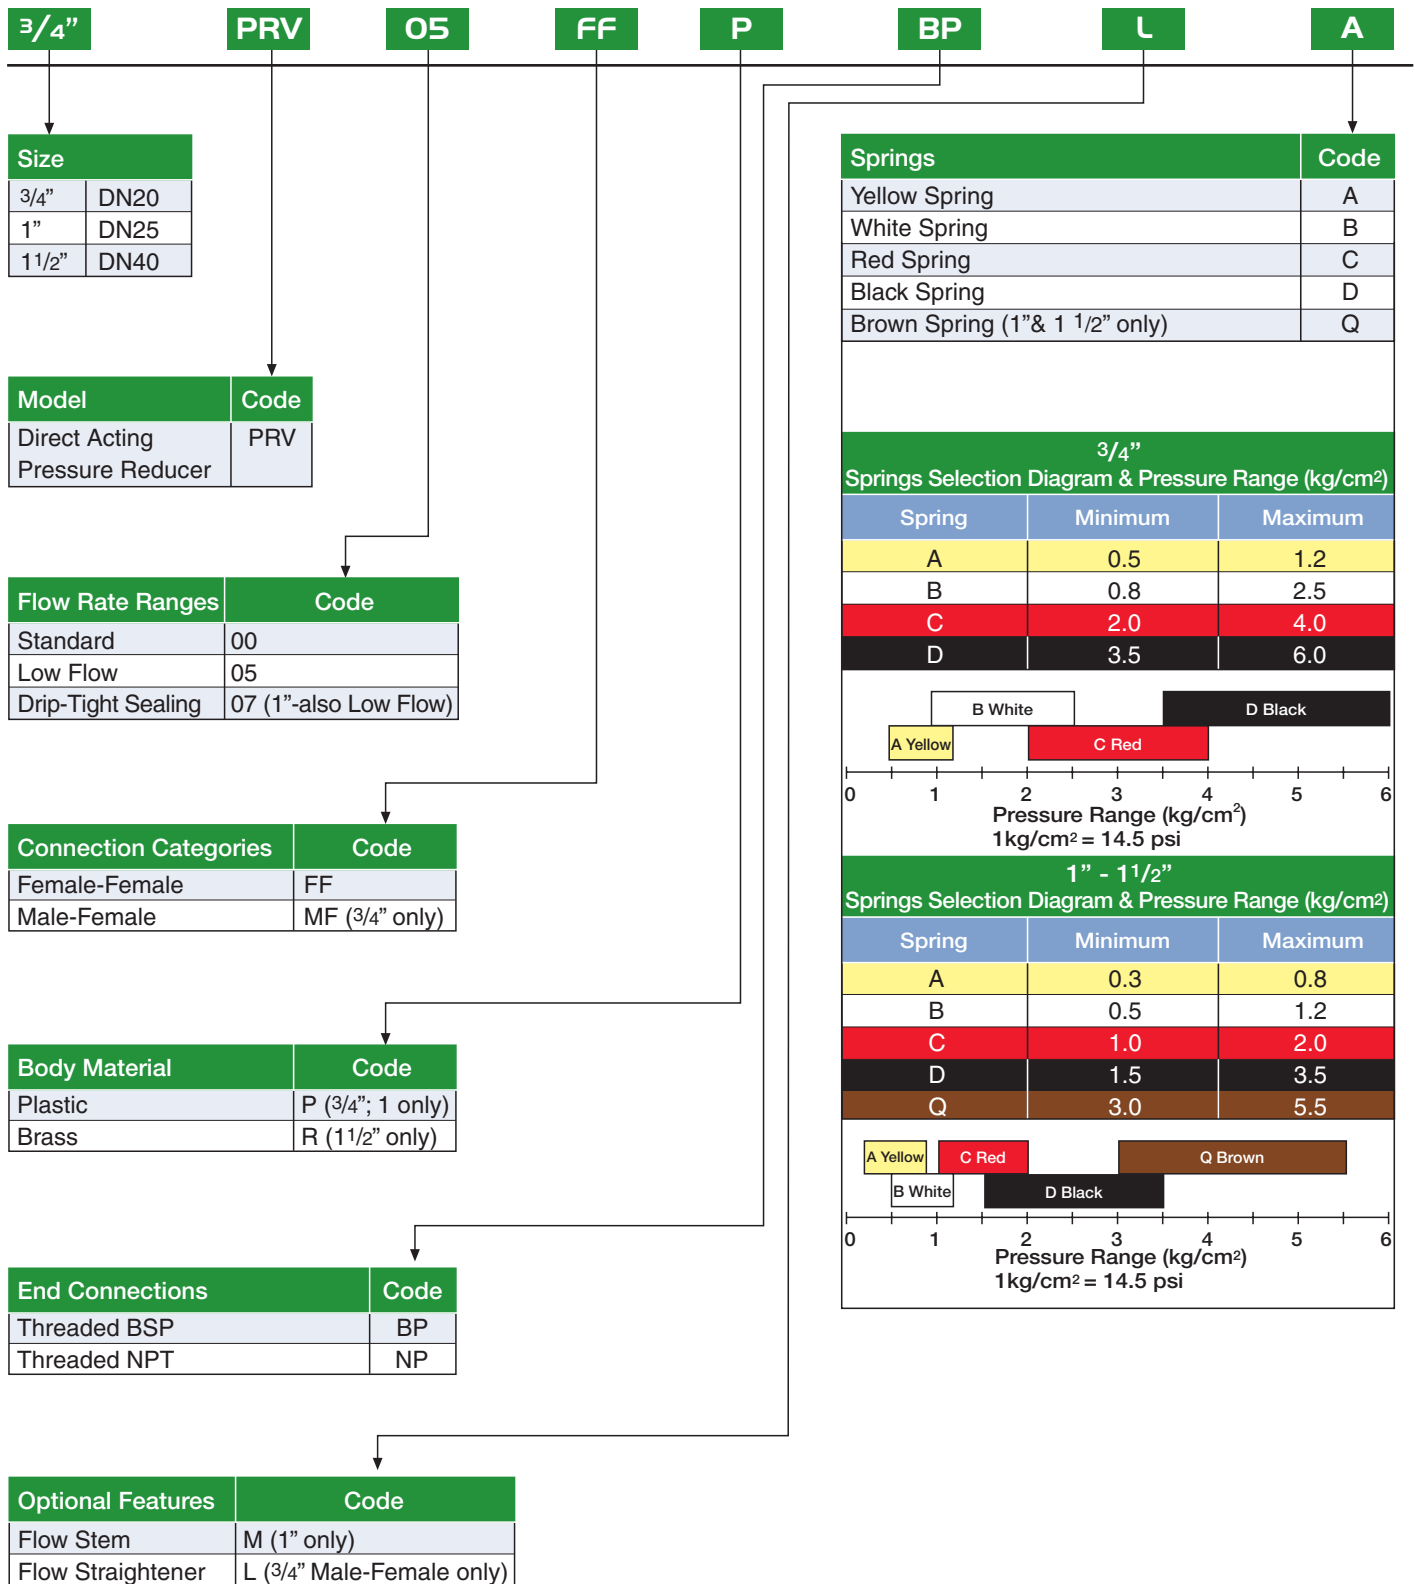 3/4” PRV 05 FF P BP L A
Size
3/4” DN20
1” DN25
11/2” DN40
Model Code
Direct Acting PRV
Pressure Reducer
Flow Rate Ranges Code
Standard 00
Low Flow 05
Drip-Tight Sealing 07 (1”-also Low Flow)
Connection Categories Code
Female-Female FF
Male-Female MF (3/4” only)
Body Material Code
Plastic P (3/4”; 1 only)
Brass R (11/2” only)
End Connections Code
Threaded BSP BP
Threaded NPT NP
Optional Features Code
Flow Stem M (1” only)
Flow Straightener L (3/4” Male-Female only)
Springs Code
Yellow Spring A
White Spring B
Red Spring C
Black Spring D
Brown Spring (1”& 1 1/2” only) Q
3/4”
Springs Selection Diagram & Pressure Range (kg/cm²)
Spring Minimum Maximum
A 0.5 1.2
B 0.8 2.5
C 2.0 4.0
D 3.5 6.0
B White D Black
A Yellow C Red
0 1 2 3 4 5 6
Pressure Range (kg/cm²)
1kg/cm² = 14.5 psi
1” - 11/2”
Springs Selection Diagram & Pressure Range (kg/cm²)
Spring Minimum Maximum
A 0.3 0.8
B 0.5 1.2
C 1.0 2.0
D 1.5 3.5
Q 3.0 5.5
A Yellow C Red Q Brown
B White D Black
0 1 2 3 4 5 6
Pressure Range (kg/cm²)
1kg/cm² = 14.5 psi